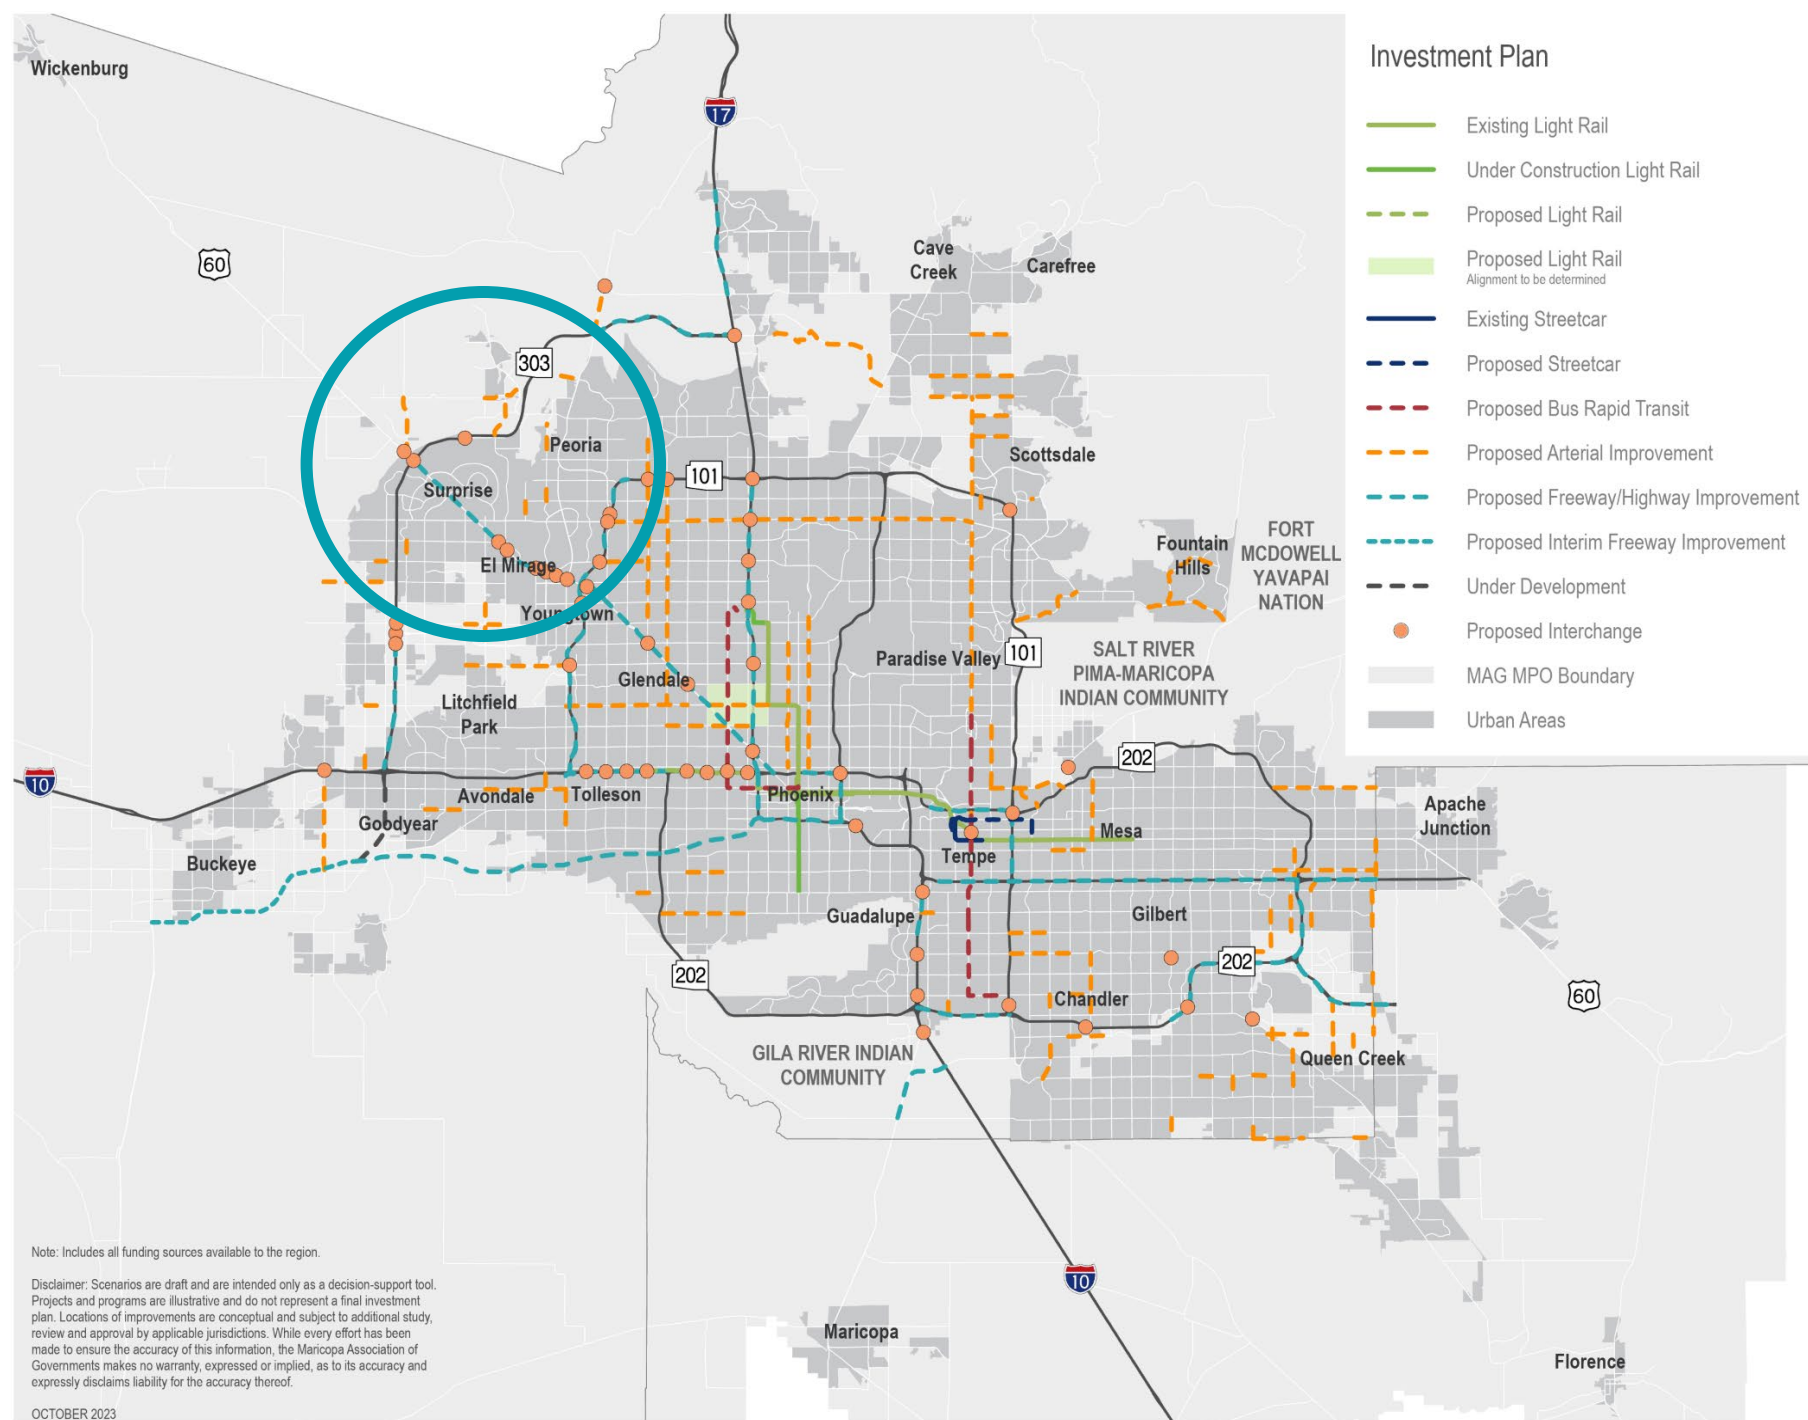 Wickenburg
17
60
Cave
Creek
Carefree
303
Peoria
101
Surprise
Scottsdale
El Mirage
Youngtown
Fountain
Hills
FORT
MCDOWELL
YAVAPAI
NATION
Glendale
Paradise Valley
101
SALT RIVER
PIMA-MARICOPA
INDIAN COMMUNITY
Litchfield
Park
202
10
Avondale
Tolleson
Phoenix
Goodyear
Mesa
Apache
Junction
Buckeye
Tempe
Guadalupe
Gilbert
202
202
60
Chandler
GILA RIVER INDIAN
COMMUNITY
Queen Creek
10
Maricopa
Florence
Investment Plan
Existing Light Rail
Under Construction Light Rail
Proposed Light Rail
Proposed Light Rail
Alignment to be determined
Existing Streetcar
Proposed Streetcar
Proposed Bus Rapid Transit
Proposed Arterial Improvement
Proposed Freeway/Highway Improvement
Proposed Interim Freeway Improvement
Under Development
Proposed Interchange
MAG MPO Boundary
Urban Areas
Note: Includes all funding sources available to the region.
Disclaimer: Scenarios are draft and are intended only as a decision-support tool.
Projects and programs are illustrative and do not represent a final investment
plan. Locations of improvements are conceptual and subject to additional study,
review and approval by applicable jurisdictions. While every effort has been
made to ensure the accuracy of this information, the Maricopa Association of
Governments makes no warranty, expressed or implied, as to its accuracy and
expressly disclaims liability for the accuracy thereof.
OCTOBER 2023